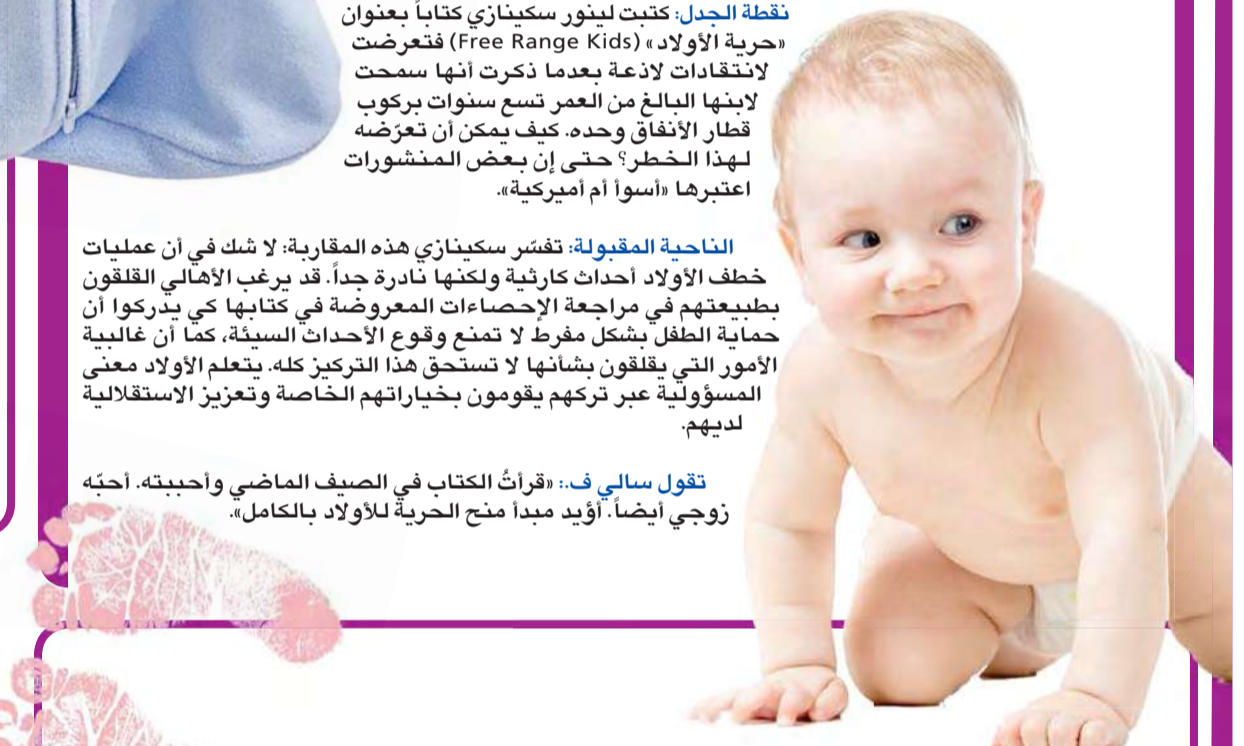 نقطة الجدل: كتبت لينور سكينازي كتاباً بعنوان
«حرية الأولاد» (Free Range Kids) فتعرضت
لانتقادات لاذعة بعدما ذكرت أنها سمحت
لابنها البالغ من العمر تسع سنوات بركوب
قطار الأنفاق وحده. كيف يمكن أن تعرّضه
لهذا الخطر؟ حتى إن بعض المنشورات
اعتبرها «أسوأ أم أميركية».
الناحية المقبولة: تفسّر سكينازي هذه المقاربة: لا شك في أن عمليات
خطف الأولاد أحداث كارثية ولكنها نادرة جداً. قد يرغب الأهالي القلقون
بطبيعتهم في مراجعة الإحصاءات المعروضة في كتابها كي يدركوا أن
حماية الطفل بشكل مفرط لا تمنع وقوع الأحداث السيئة، كما أن غالبية
الأمور التي يقلقون بشأنها لا تستحق هذا التركيز كله. يتعلم الأولاد معنى
المسؤولية عبر تركهم يقومون بخياراتهم الخاصة وتعزيز الاستقلالية
لديهم.
تقول سالي ف.: «قرأتُ الكتاب في الصيف الماضي وأحببته. أحبّه
زوجي أيضاً. أؤيد مبدأ منح الحرية للأولاد بالكامل».